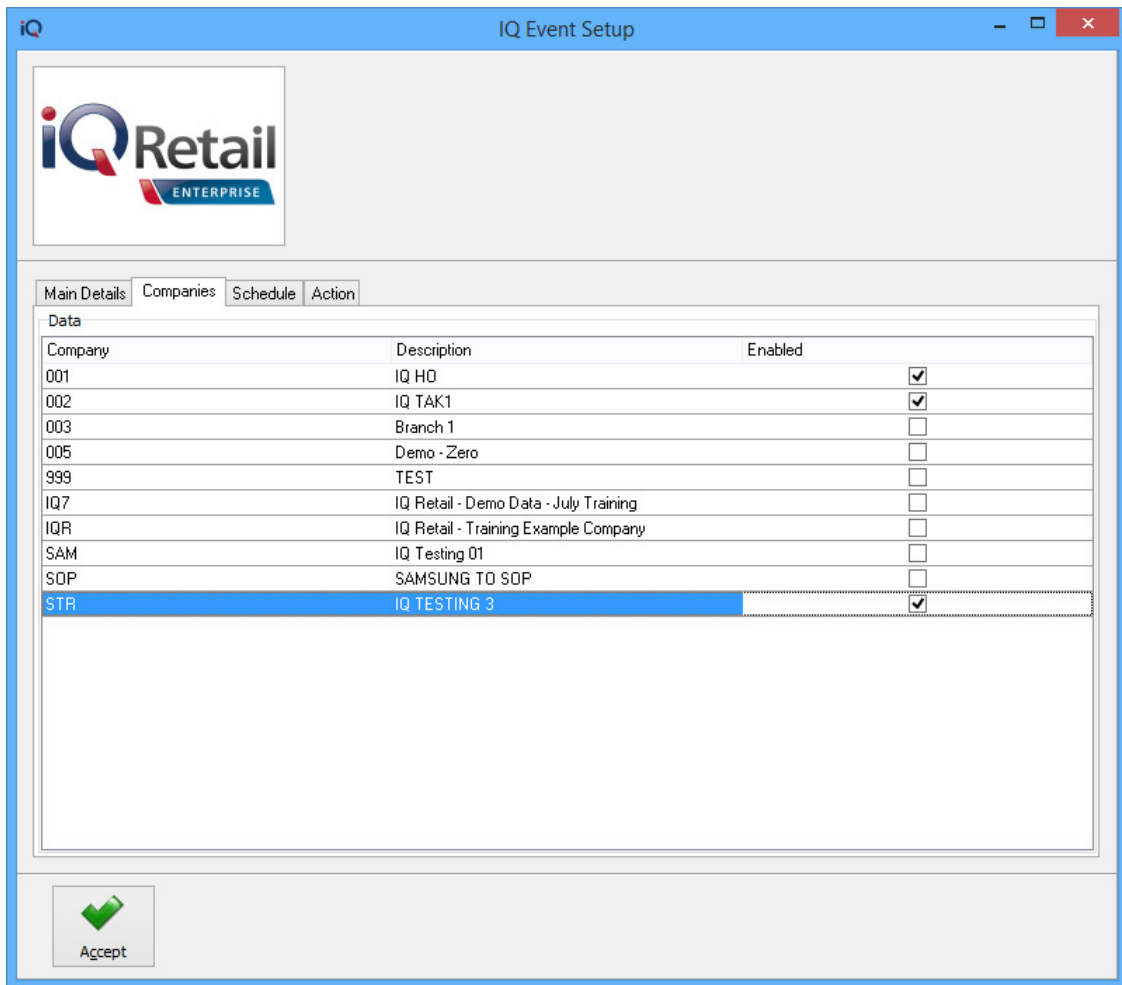 iQ IQ Event Setup
iQ Retail
ENTERPRISE
Main Details Companies Schedule Action
Data
Company Description Enabled
001 IQ HO
002 IQ TAK1
003 Branch 1
005 Demo - Zero
999 TEST
IQ7 IQ Retail - Demo Data - July Training
IQR IQ Retail - Training Example Company
SAM IQ Testing 01
SOP SAMSUNG TO SOP
STR IQ TESTING 3
Accept